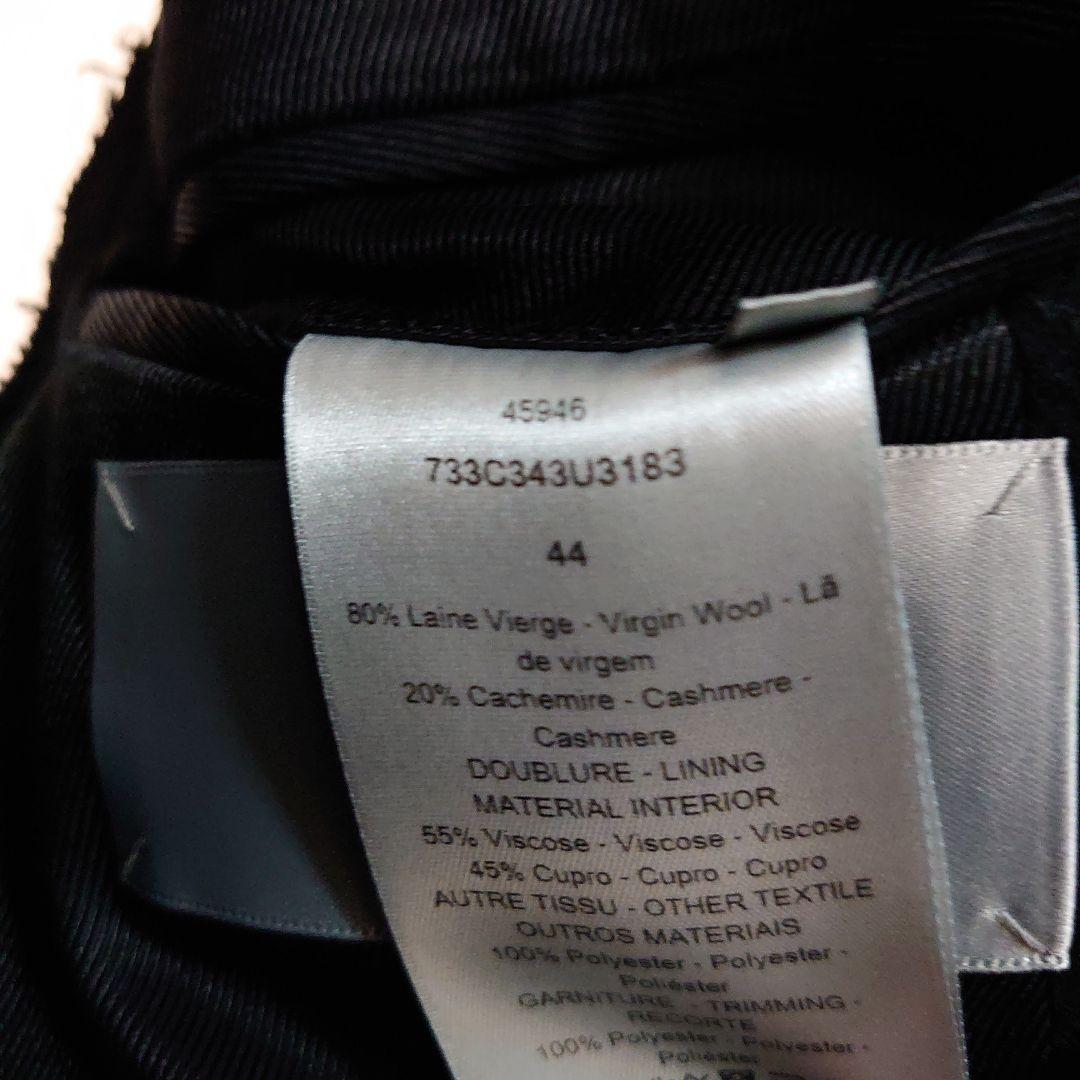 45946
733C343U3183
44
80% Laine Vierge - Virgin Wool - Lã
de virgem
20% Cachemire - Cashmere -
Cashmere
DOUBLURE - LINING
MATERIAL INTERIOR
55% Viscose - Viscose - Viscose
45% Cupro - Cupro - Cupro
AUTRE TISSU - OTHER TEXTILE
OUTROS MATERIAIS
100% Polyester - Polyester -
Poliéster
GARNITURE - TRIMMING -
RECORTE
100% Polyester - Polyester -
Poliéster